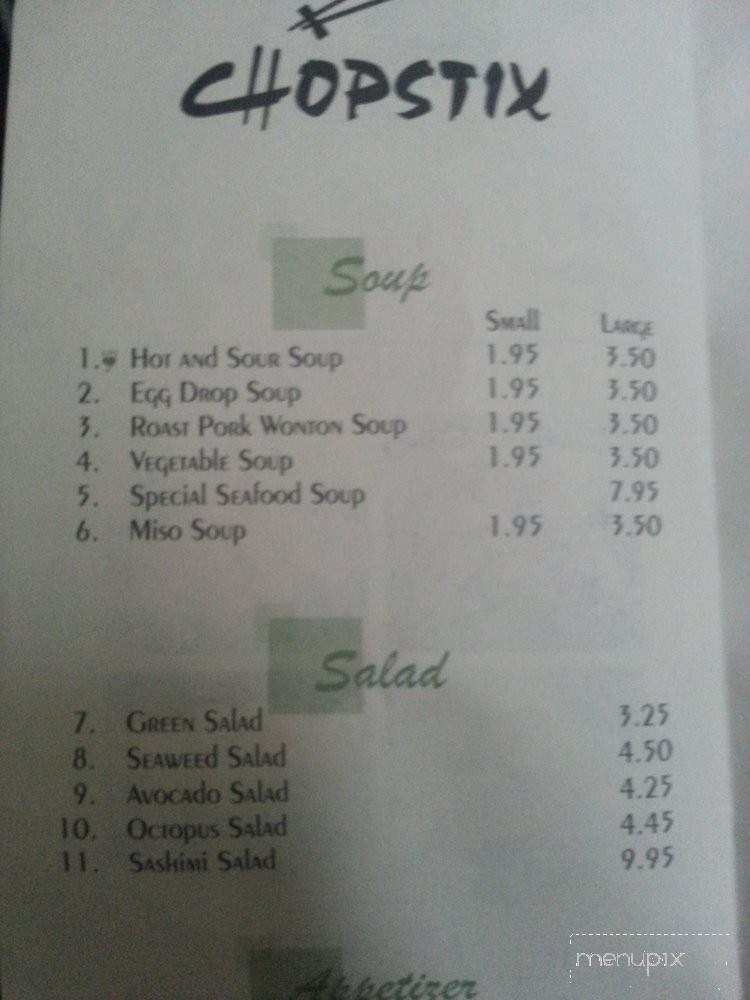 CHOPSTIX
Soup
Small Large
1. Hot and Sour Soup 1.95 3.50
2. Egg Drop Soup 1.95 3.50
3. Roast Pork Wonton Soup 1.95 3.50
4. Vegetable Soup 1.95 3.50
5. Special Seafood Soup 7.95
6. Miso Soup 1.95 3.50
Salad
7. Green Salad 3.25
8. Seaweed Salad 4.50
9. Avocado Salad 4.25
10. Octopus Salad 4.45
11. Sashimi Salad 9.95
Appetizer
menupix